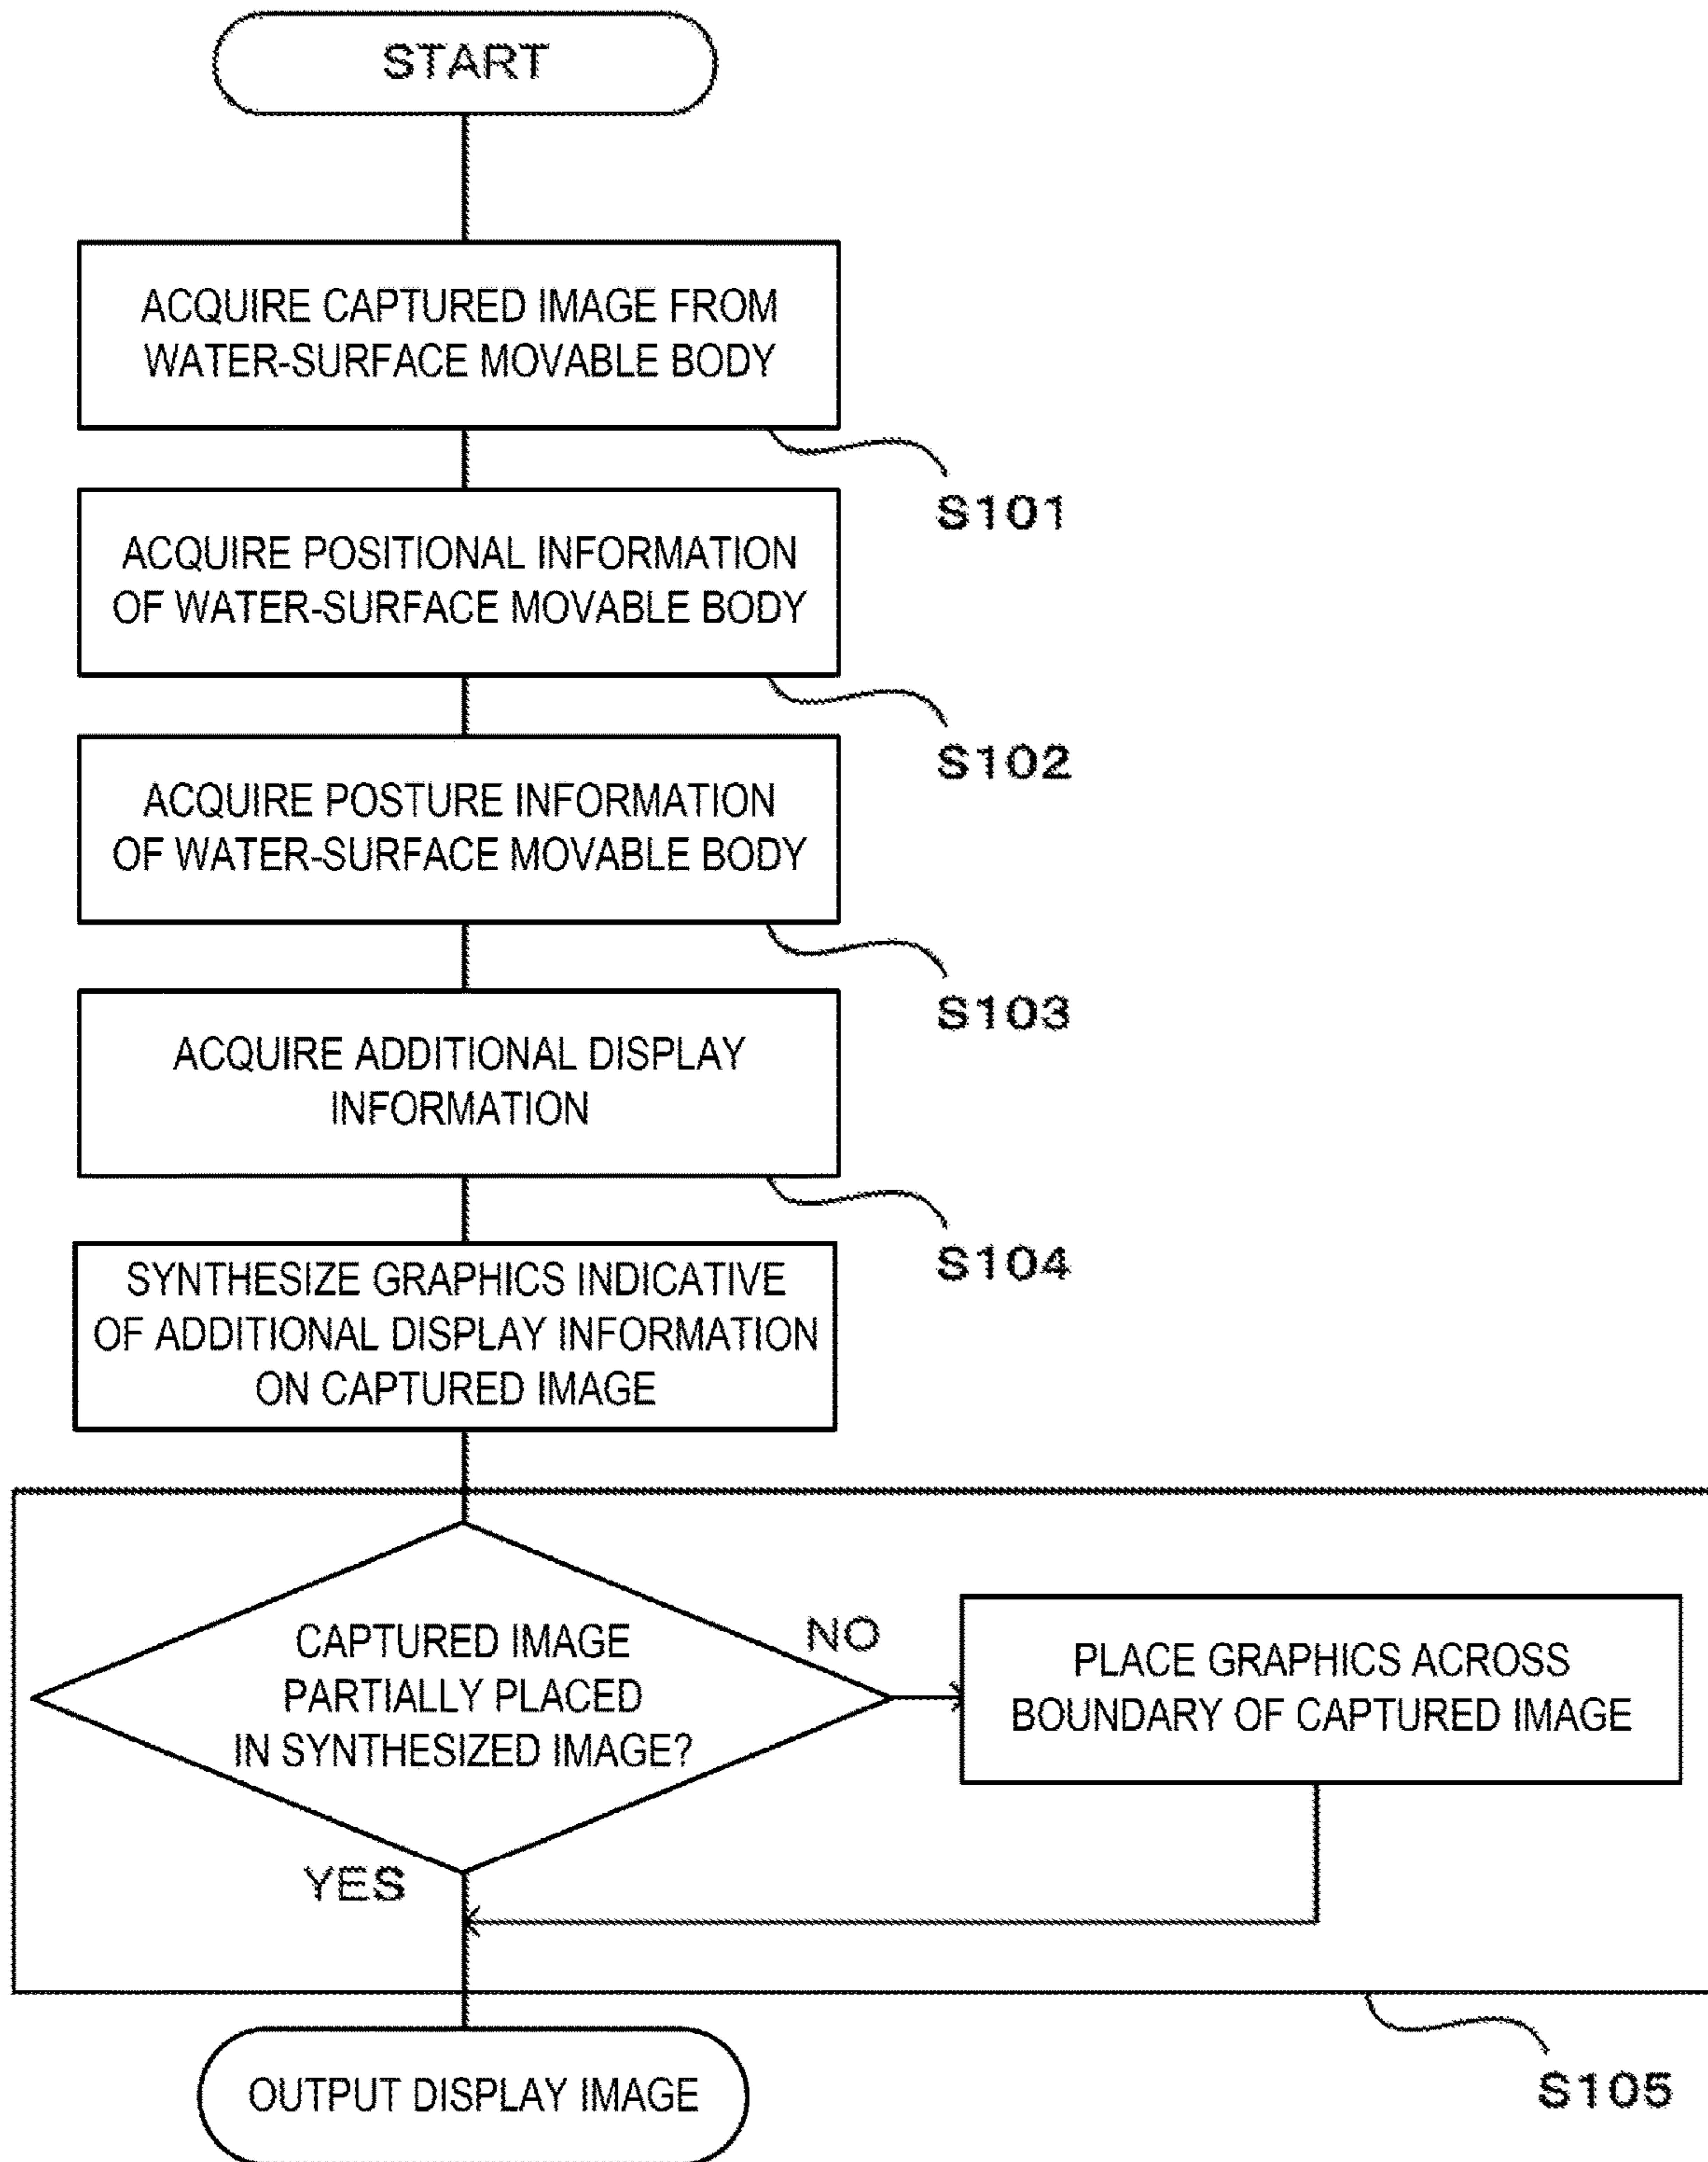 START
ACQUIRE CAPTURED IMAGE FROM
WATER-SURFACE MOVABLE BODY
S101
ACQUIRE POSITIONAL INFORMATION
OF WATER-SURFACE MOVABLE BODY
S102
ACQUIRE POSTURE INFORMATION
OF WATER-SURFACE MOVABLE BODY
S103
ACQUIRE ADDITIONAL DISPLAY
INFORMATION
S104
SYNTHESIZE GRAPHICS INDICATIVE
OF ADDITIONAL DISPLAY INFORMATION
ON CAPTURED IMAGE
CAPTURED IMAGE
PARTIALLY PLACED
IN SYNTHESIZED IMAGE?
NO
PLACE GRAPHICS ACROSS
BOUNDARY OF CAPTURED IMAGE
YES
S105
OUTPUT DISPLAY IMAGE